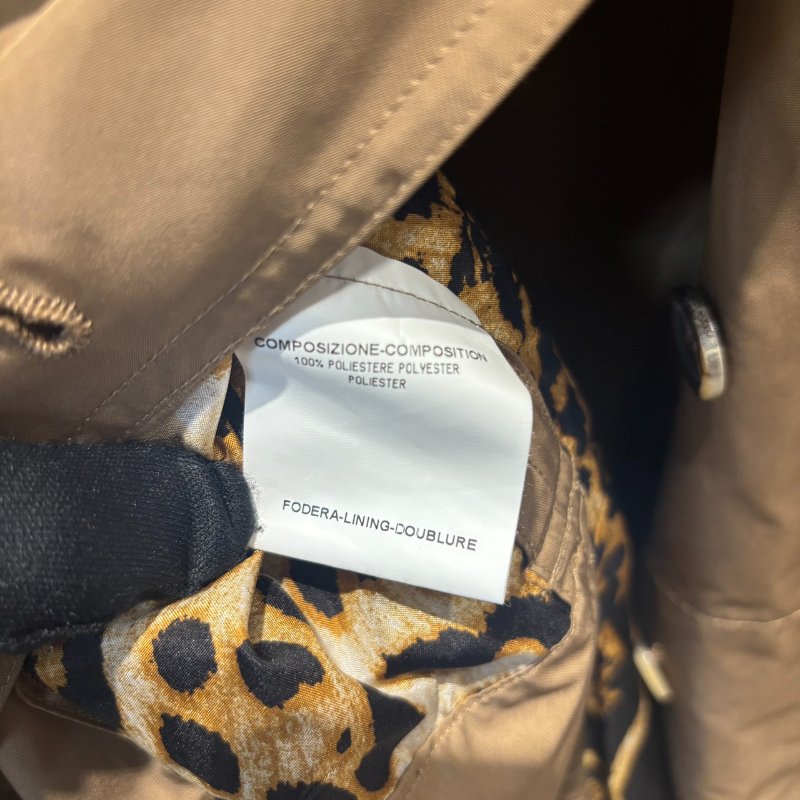 COMPOSIZIONE-COMPOSITION
100% POLIESTERE POLYESTER
POLIESTER
FODERA-LINING-DOUBLURE